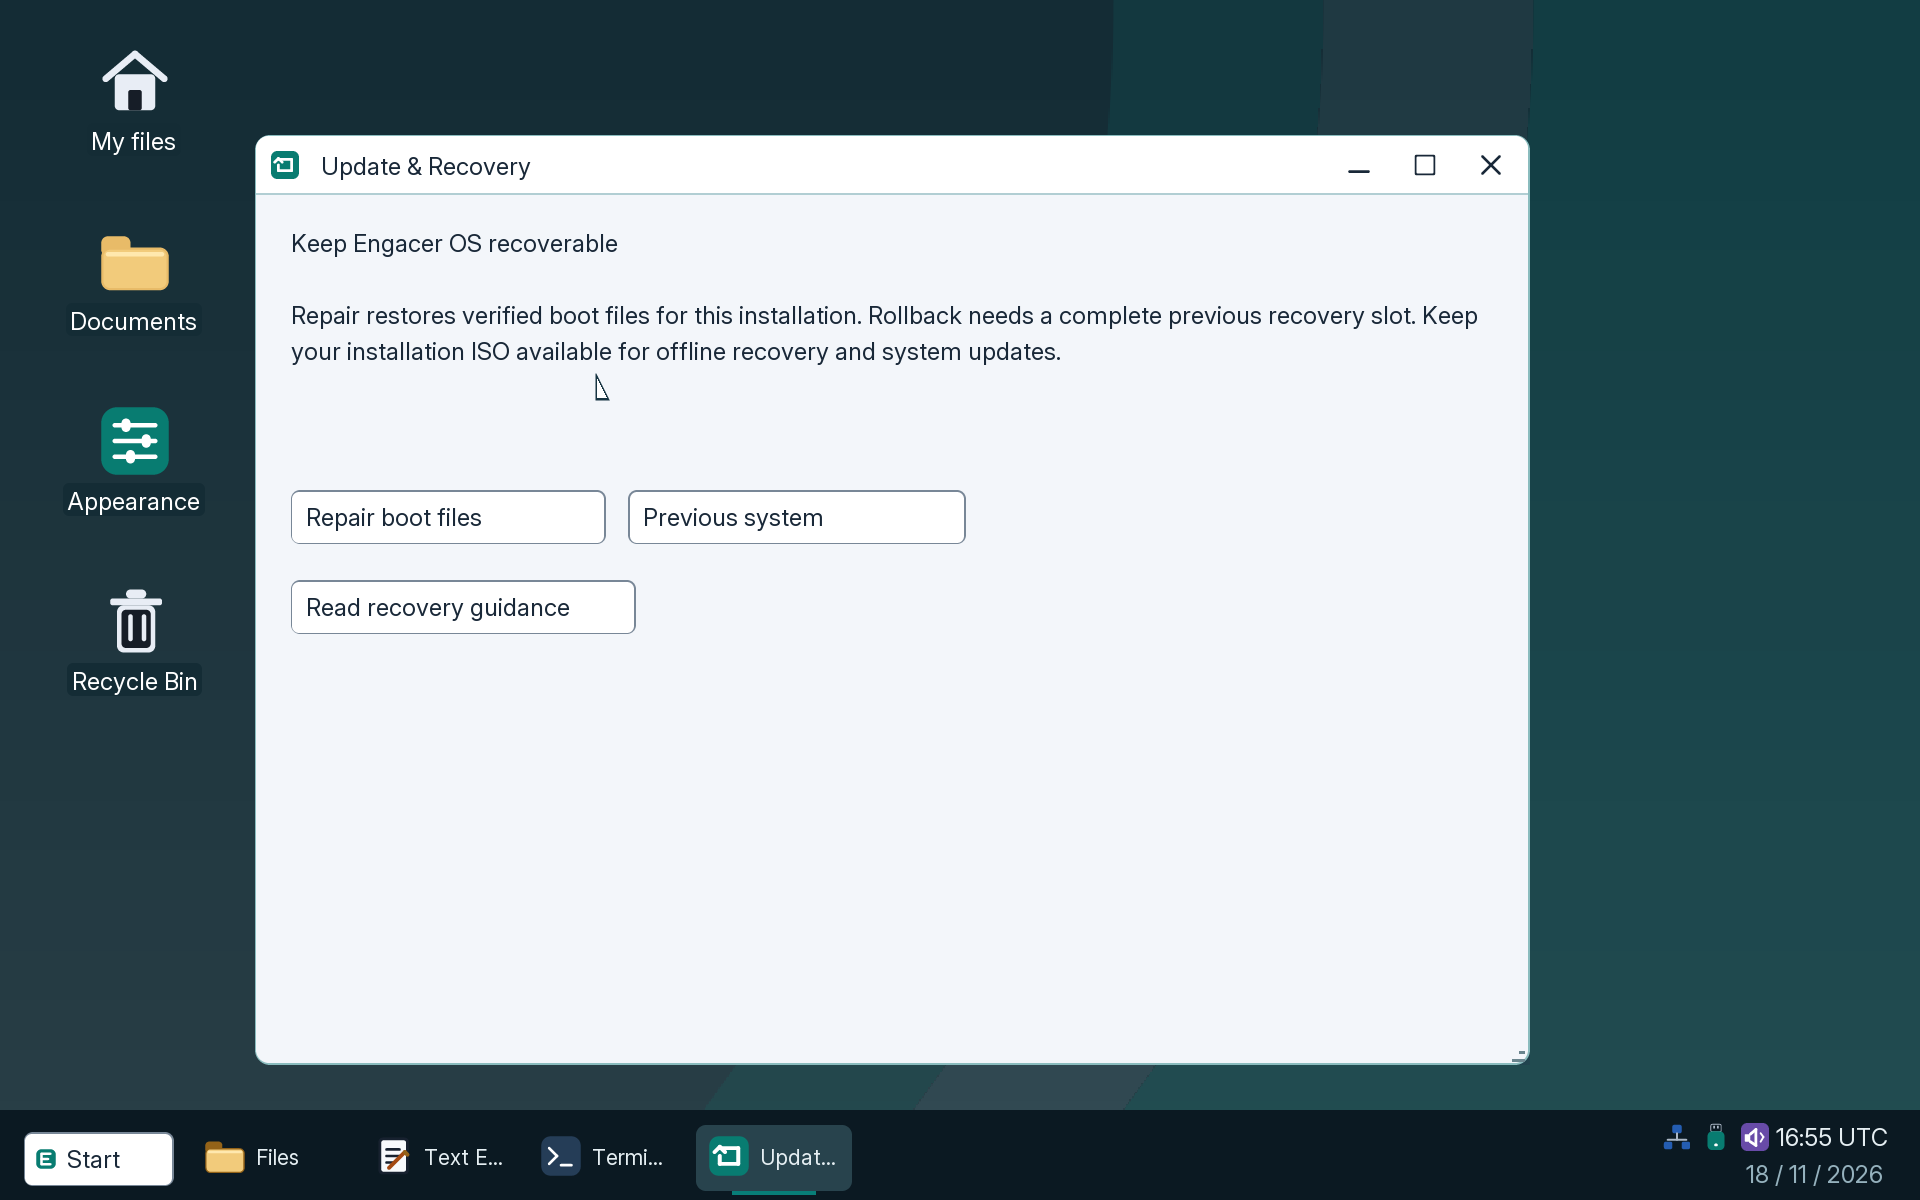 My files
Documents
Appearance
Recycle Bin
Update & Recovery
Keep Engacer OS recoverable
Repair restores verified boot files for this installation. Rollback needs a complete previous recovery slot. Keep
your installation ISO available for offline recovery and system updates.
Repair boot files
Previous system
Read recovery guidance
Start
Files
Text E...
Termi...
Updat...
16:55 UTC
18 / 11 / 2026